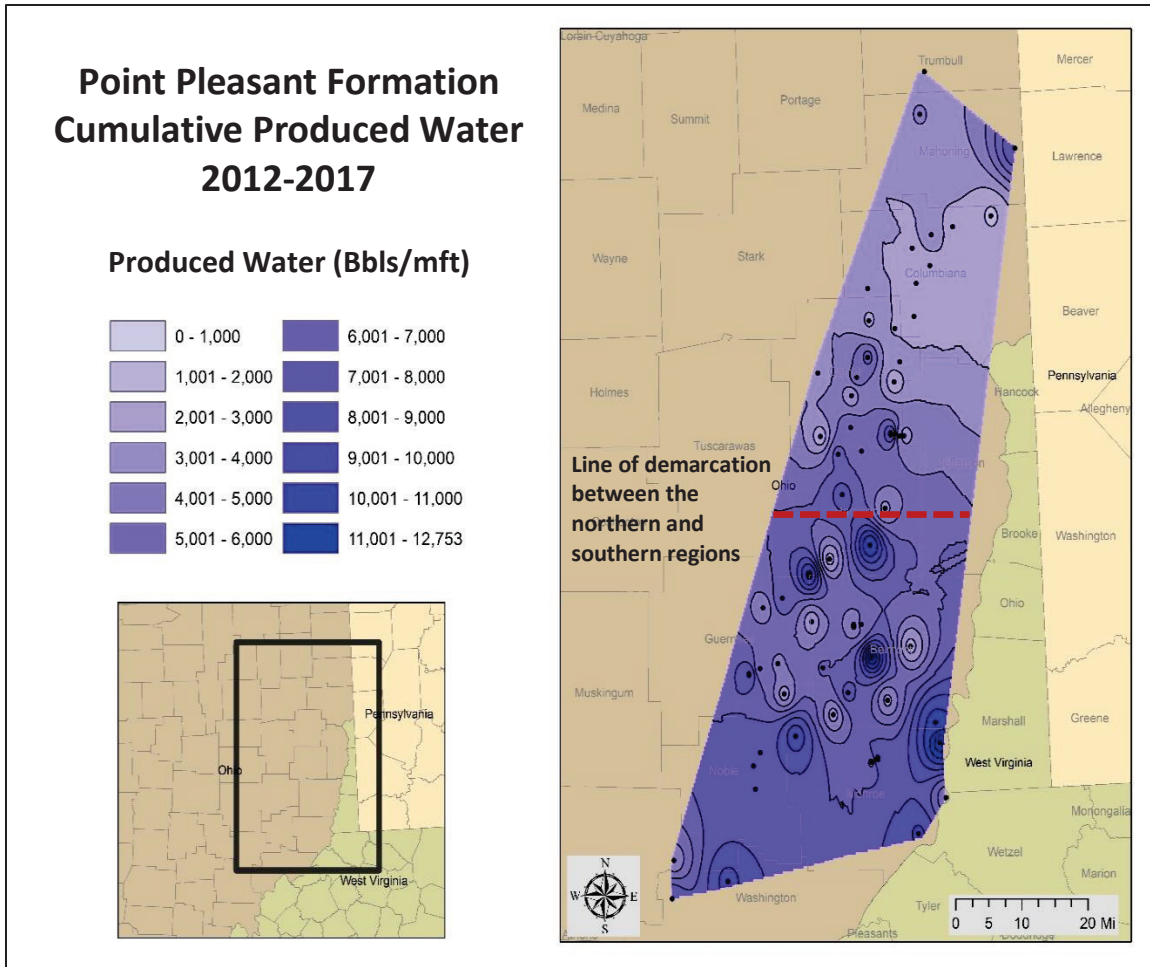 Point Pleasant Formation
Cumulative Produced Water
2012-2017
Produced Water (Bbls/mft)
0 - 1,000
1,001 - 2,000
2,001 - 3,000
3,001 - 4,000
4,001 - 5,000
5,001 - 6,000
6,001 - 7,000
7,001 - 8,000
8,001 - 9,000
9,001 - 10,000
10,001 - 11,000
11,001 - 12,753
Pennsylvania
Ohio
West Virginia
Lorain Cuyahoga
Trumbull
Mercer
Medina
Summit
Portage
Mahoning
Lawrence
Wayne
Stark
Columbiana
Beaver
Pennsylvania
Holmes
Hancock
Allegheny
Tuscarawas
Line of demarcation
between the
northern and
southern regions
Ohio
Brooke
Washington
Ohio
Muskingum
Marshall
Greene
West Virginia
Noble
Monongalia
Wetzel
Marion
Washington
Tyler
Pleasants
N
W E
S
0 5 10 20 Mi